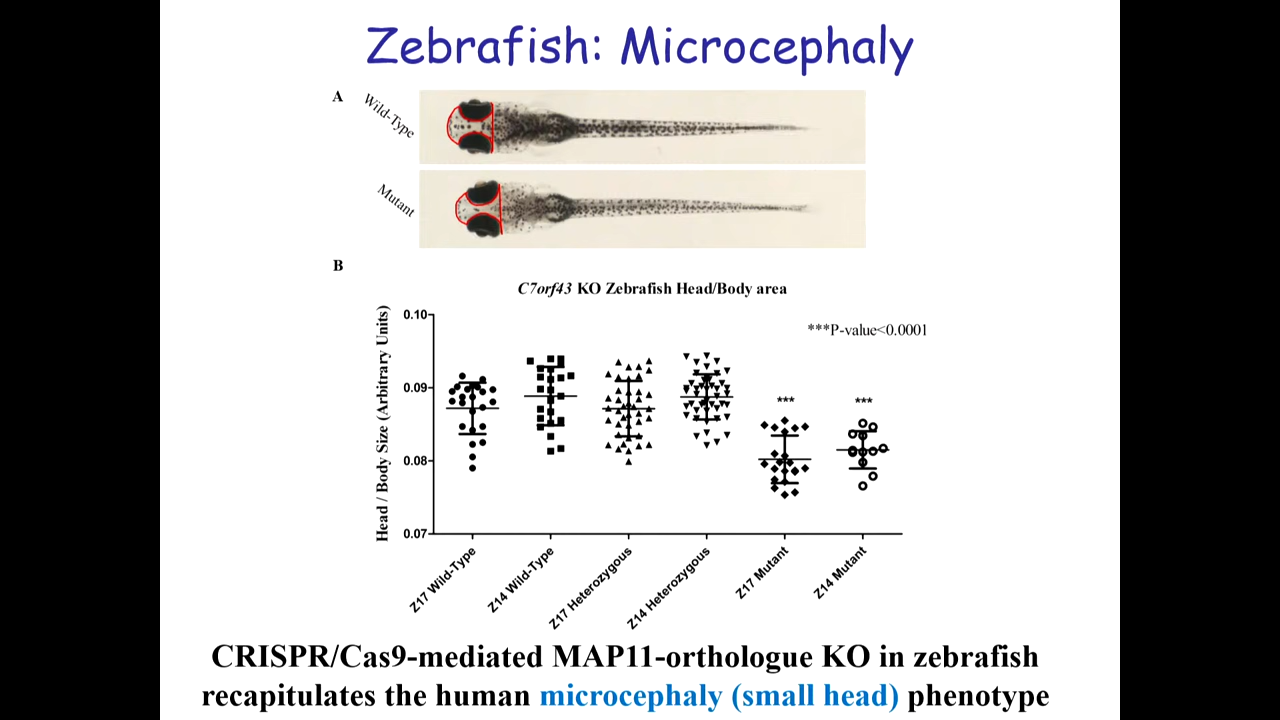 Zebrafish: Microcephaly
A
Wild-Type
Mutant
B
C7orf43 KO Zebrafish Head/Body area
***P-value<0.0001
Head / Body Size (Arbitrary Units)
0.10
0.09
0.08
0.07
***
***
Z17 Wild-Type
Z14 Wild-Type
Z17 Heterozygous
Z14 Heterozygous
Z17 Mutant
Z14 Mutant
CRISPR/Cas9-mediated MAP11-orthologue KO in zebrafish
recapitulates the human microcephaly (small head) phenotype